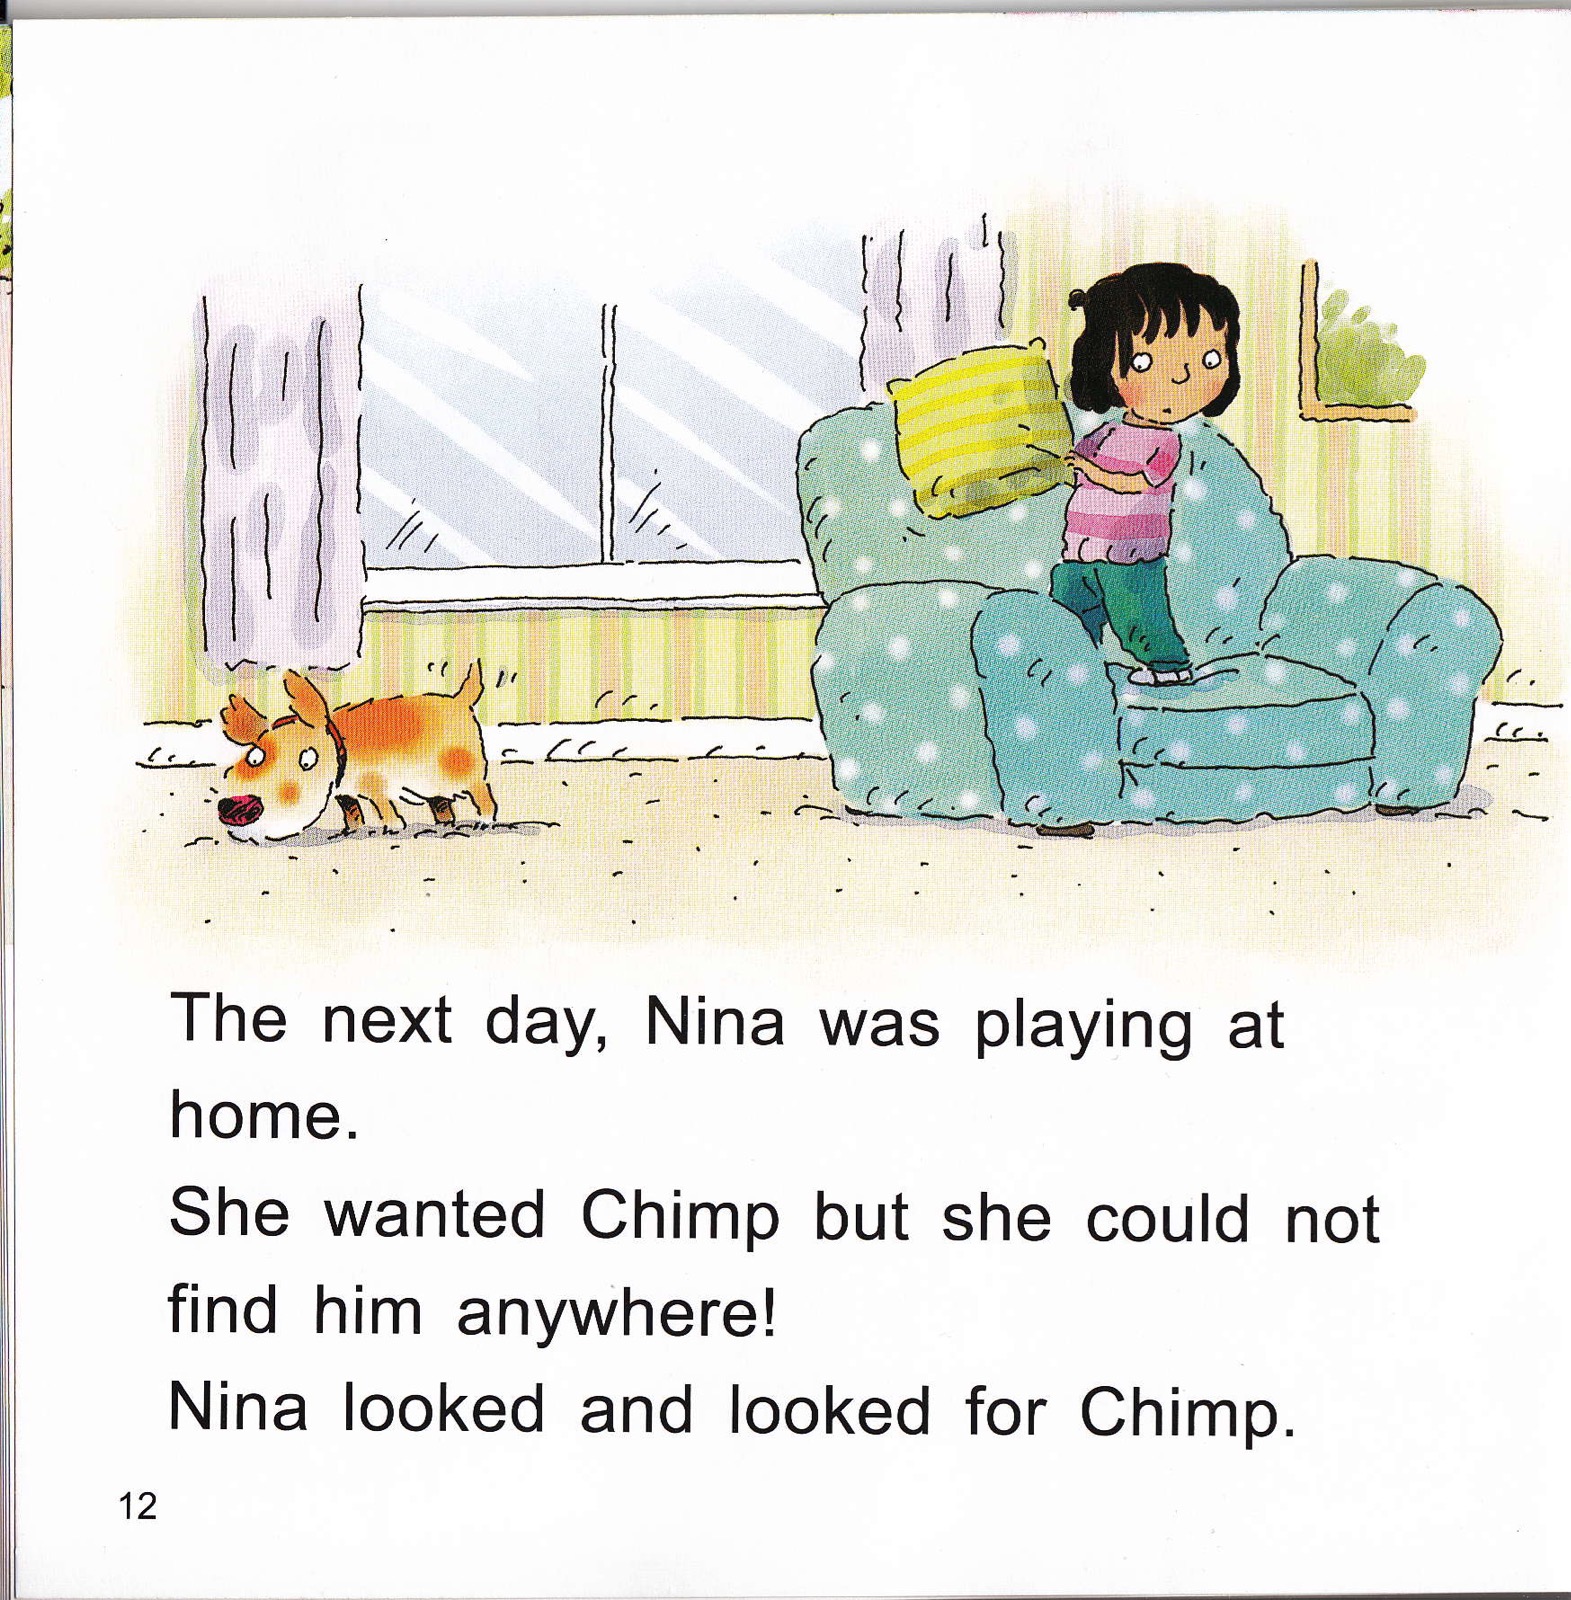 The next day, Nina was playing at
home.
She wanted Chimp but she could not
find him anywhere!
Nina looked and looked for Chimp.
12